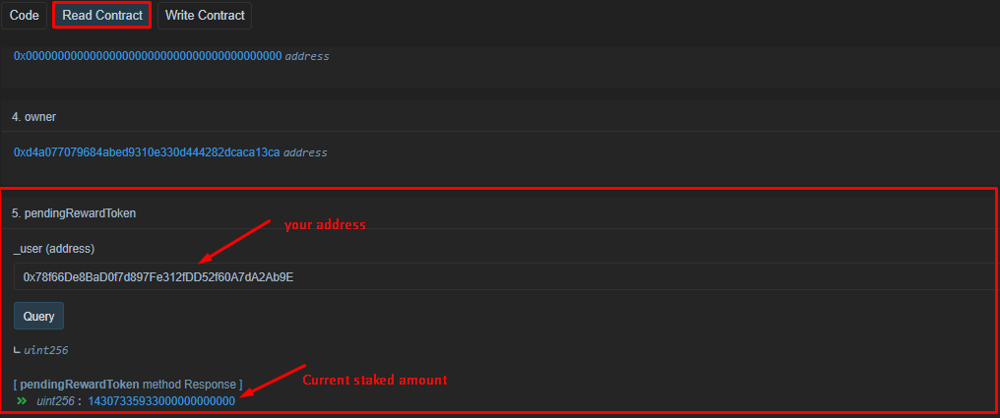 Code Read Contract Write Contract
0x0000000000000000000000000000000000000000 address
4. owner
0xd4a077079684abed9310e330d444282dcaca13ca address
5. pendingRewardToken
your address
_user (address)
0x78f66De8BaD0f7d897Fe312fDD52f60A7dA2Ab9E
Query
uint256
Current staked amount
[ pendingRewardToken method Response ]
uint256 : 14307335933000000000000